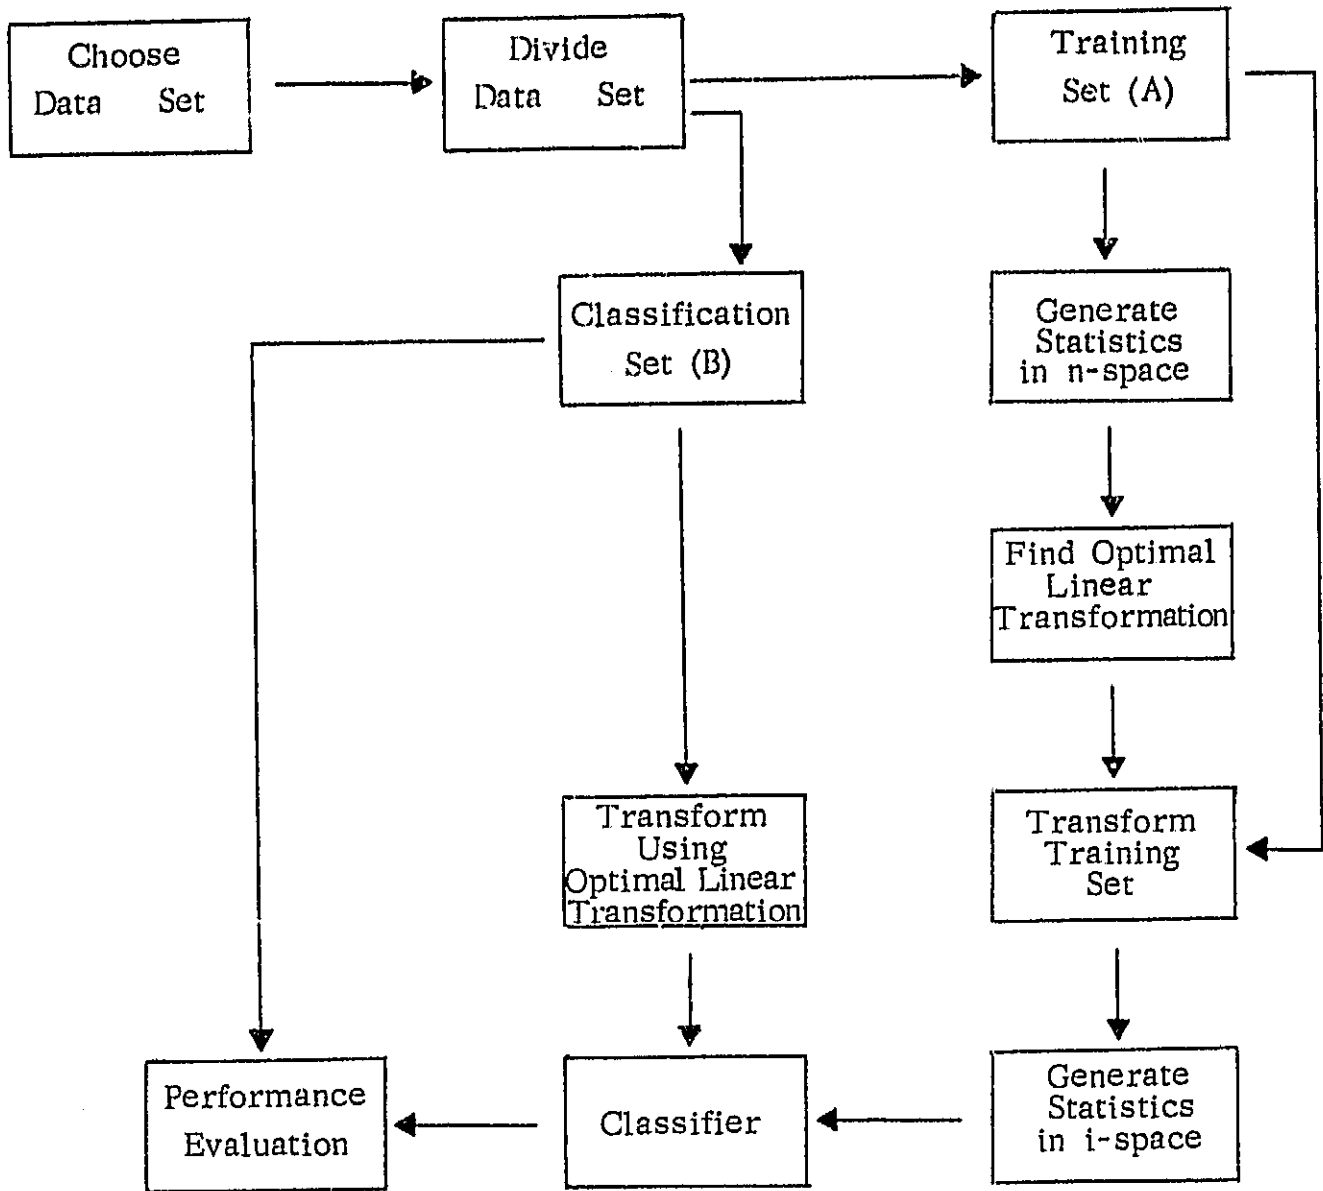 Choose
Data Set
Divide
Data Set
Training
Set (A)
Classification
Set (B)
Generate
Statistics
in n-space
Find Optimal
Linear
Transformation
Transform
Using
Optimal Linear
Transformation
Transform
Training
Set
Performance
Evaluation
Classifier
Generate
Statistics
in i-space